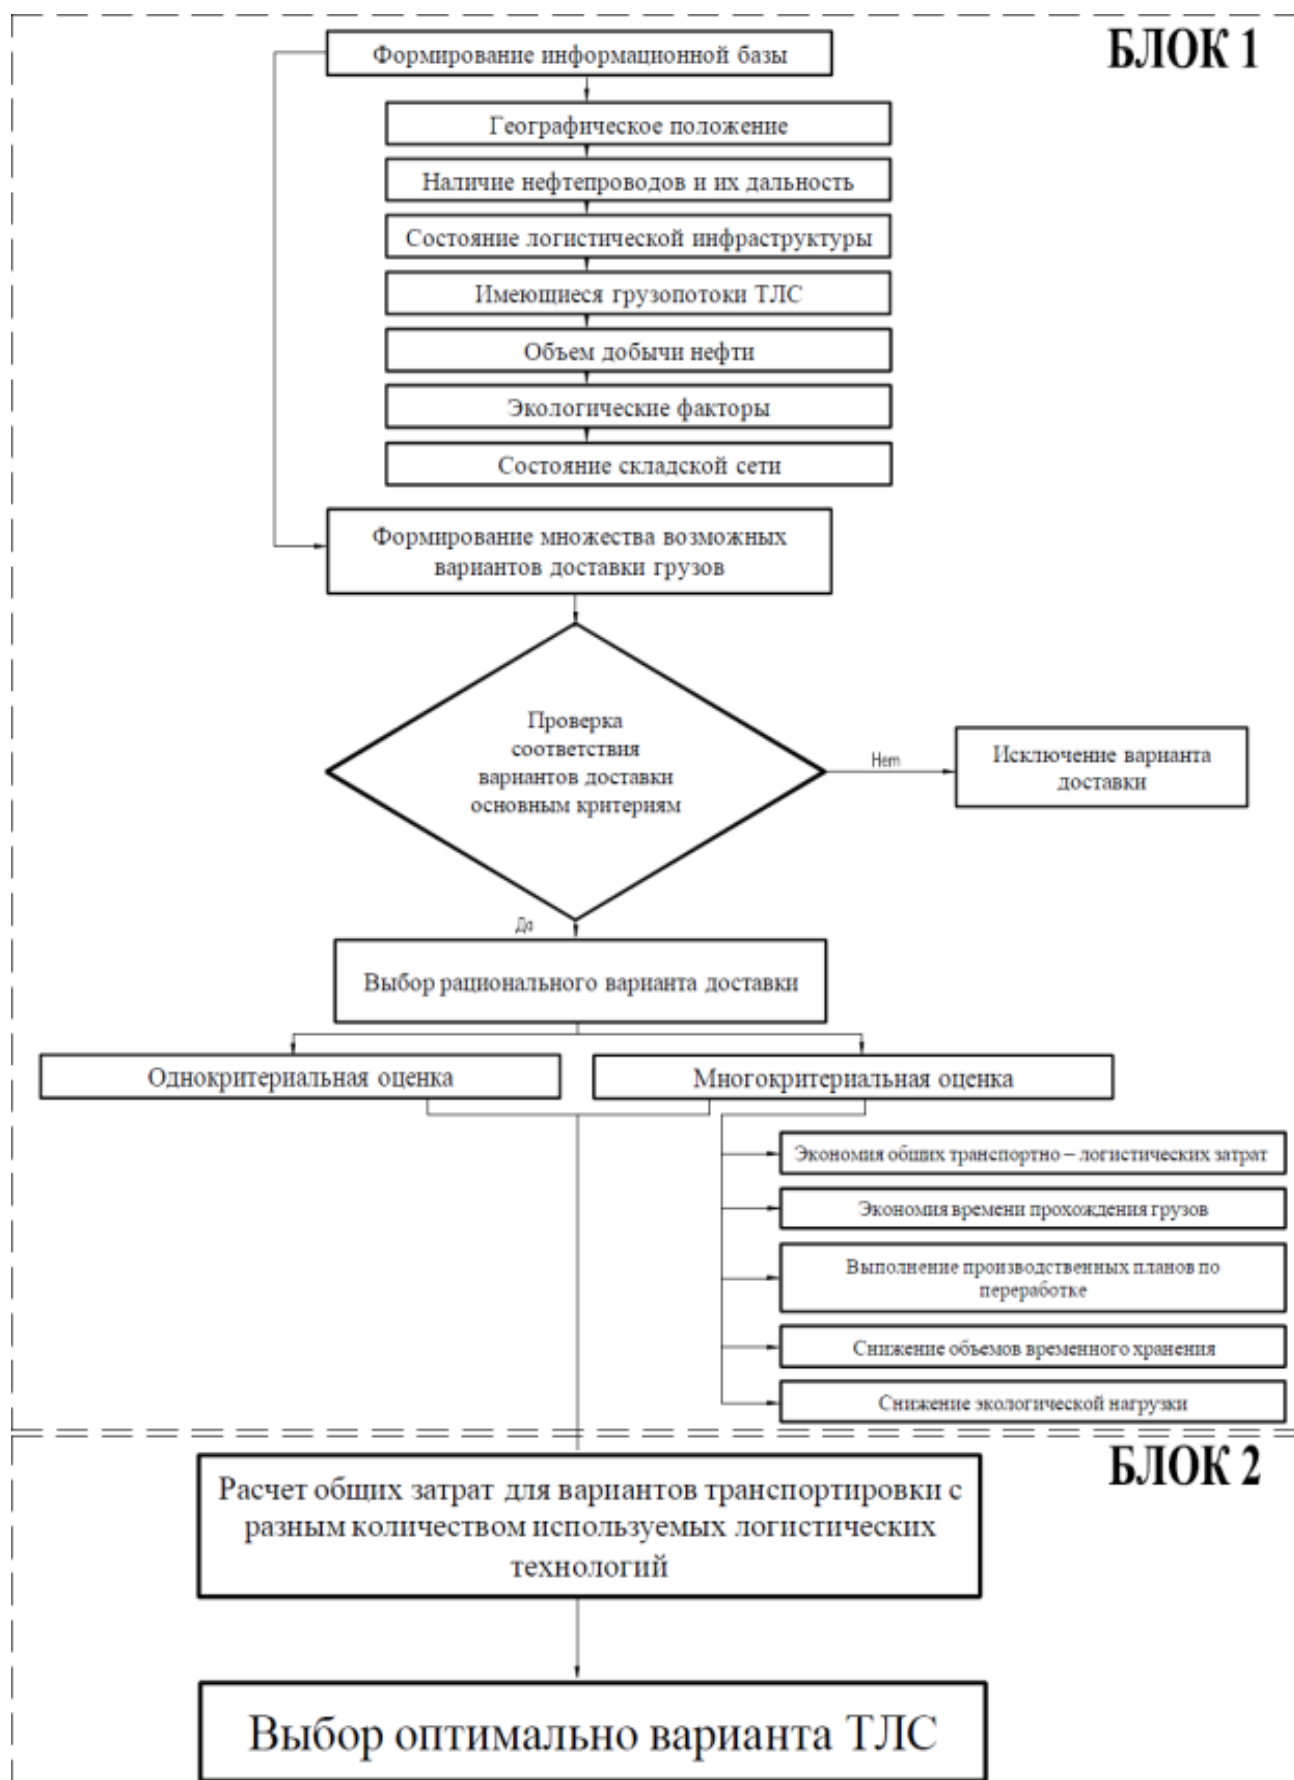 БЛОК 1
Формирование информационной базы
Географическое положение
Наличие нефтепроводов и их дальность
Состояние логистической инфраструктуры
Имеющиеся грузопотоки ТЛС
Объем добычи нефти
Экологические факторы
Состояние складской сети
Формирование множества возможных
вариантов доставки грузов
Проверка
соответствия
вариантов доставки
основным критериям
Нет
Исключение варианта
доставки
Да
Выбор рационального варианта доставки
Однокритериальная оценка
Многокритериальная оценка
Экономия общих транспортно – логистических затрат
Экономия времени прохождения грузов
Выполнение производственных планов по
переработке
Снижение объемов временного хранения
Снижение экологической нагрузки
БЛОК 2
Расчет общих затрат для вариантов транспортировки с
разным количеством используемых логистических
технологий
Выбор оптимально варианта ТЛС